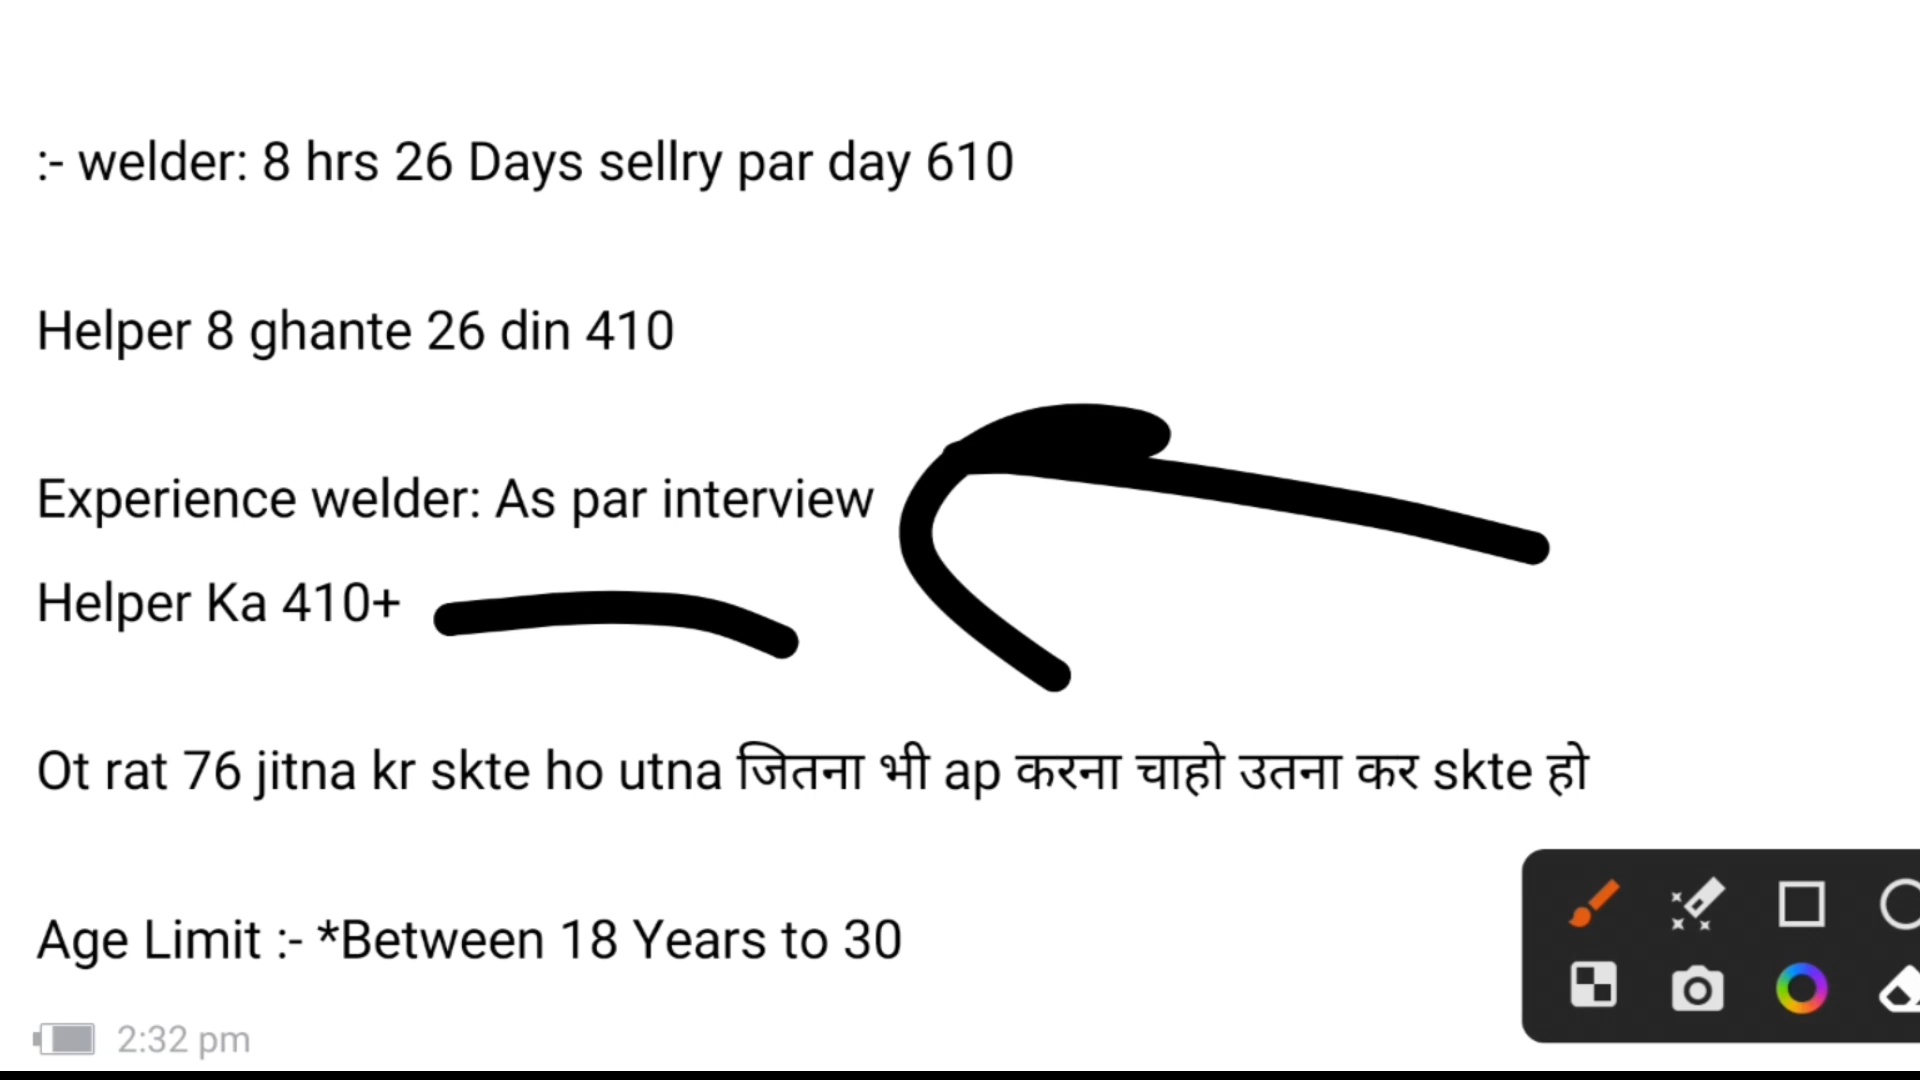 :- welder: 8 hrs 26 Days sellry par day 610
Helper 8 ghante 26 din 410
Experience welder: As par interview
Helper Ka 410+
Ot rat 76 jitna kr skte ho utna जितना भी ap करना चाहो उतना कर skte हो
Age Limit :- *Between 18 Years to 30
2:32 pm